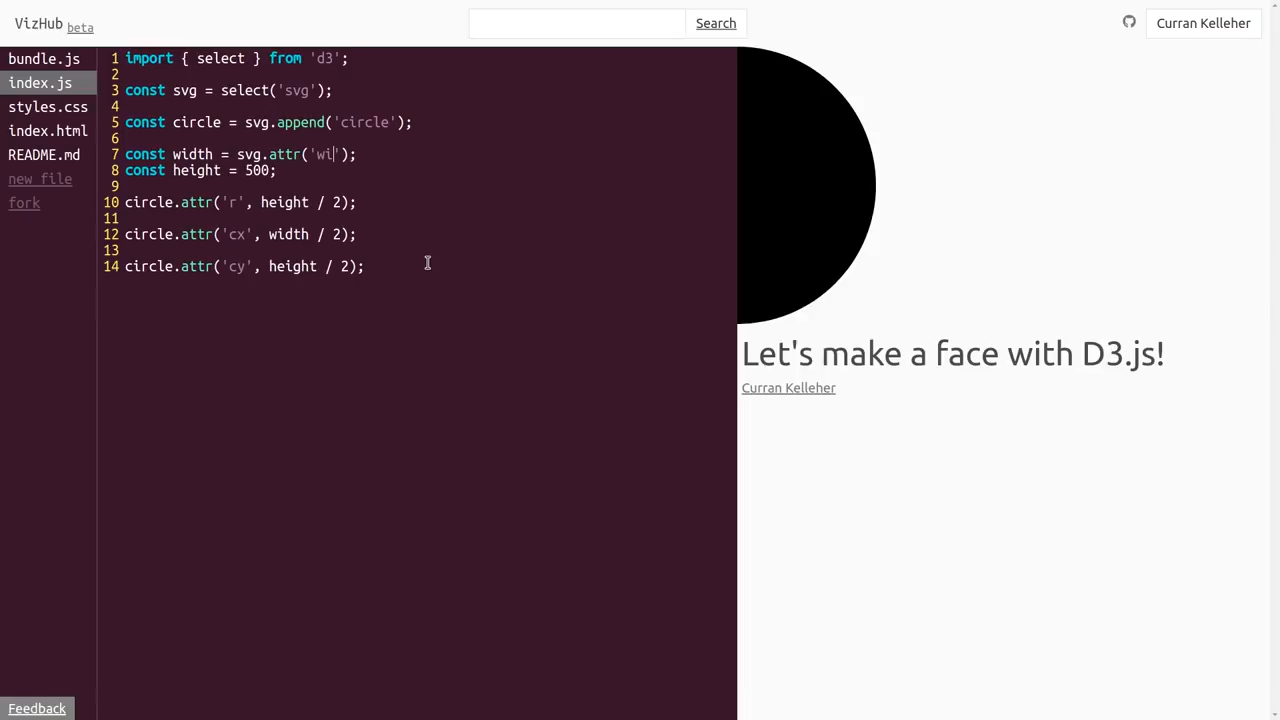 VizHub beta
Search
Curran Kelleher
bundle.js
index.js
styles.css
index.html
README.md
new file
fork
1 import { select } from 'd3';
2
3 const svg = select('svg');
4
5 const circle = svg.append('circle');
6
7 const width = svg.attr('wi');
8 const height = 500;
9
10 circle.attr('r', height / 2);
11
12 circle.attr('cx', width / 2);
13
14 circle.attr('cy', height / 2);
Let's make a face with D3.js!
Curran Kelleher
Feedback